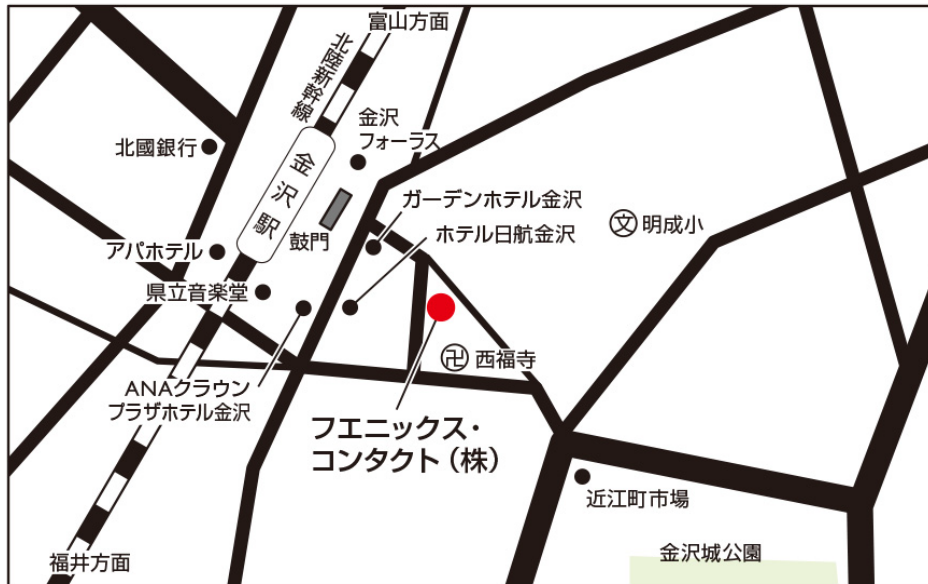 富山方面
北陸新幹線
金沢
フォーラス
北國銀行
金沢駅
ガーデンホテル金沢
文 明成小
鼓門
ホテル日航金沢
アパホテル
県立音楽堂
卍 西福寺
ANAクラウン
プラザホテル金沢
フエニックス・
コンタクト(株)
近江町市場
金沢城公園
福井方面